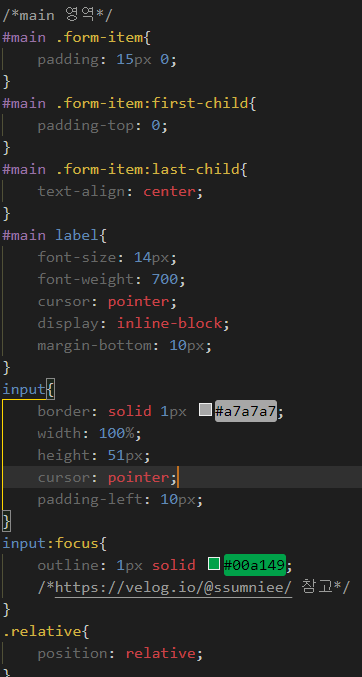 /*main 영역*/
#main .form-item{
    padding: 15px 0;
}
#main .form-item:first-child{
    padding-top: 0;
}
#main .form-item:last-child{
    text-align: center;
}
#main label{
    font-size: 14px;
    font-weight: 700;
    cursor: pointer;
    display: inline-block;
    margin-bottom: 10px;
}
input{
    border: solid 1px #a7a7a7;
    width: 100%;
    height: 51px;
    cursor: pointer;
    padding-left: 10px;
}
input:focus{
    outline: 1px solid #00a149;
    /*https://velog.io/@ssumniee/ 참고*/
}
.relative{
    position: relative;
}